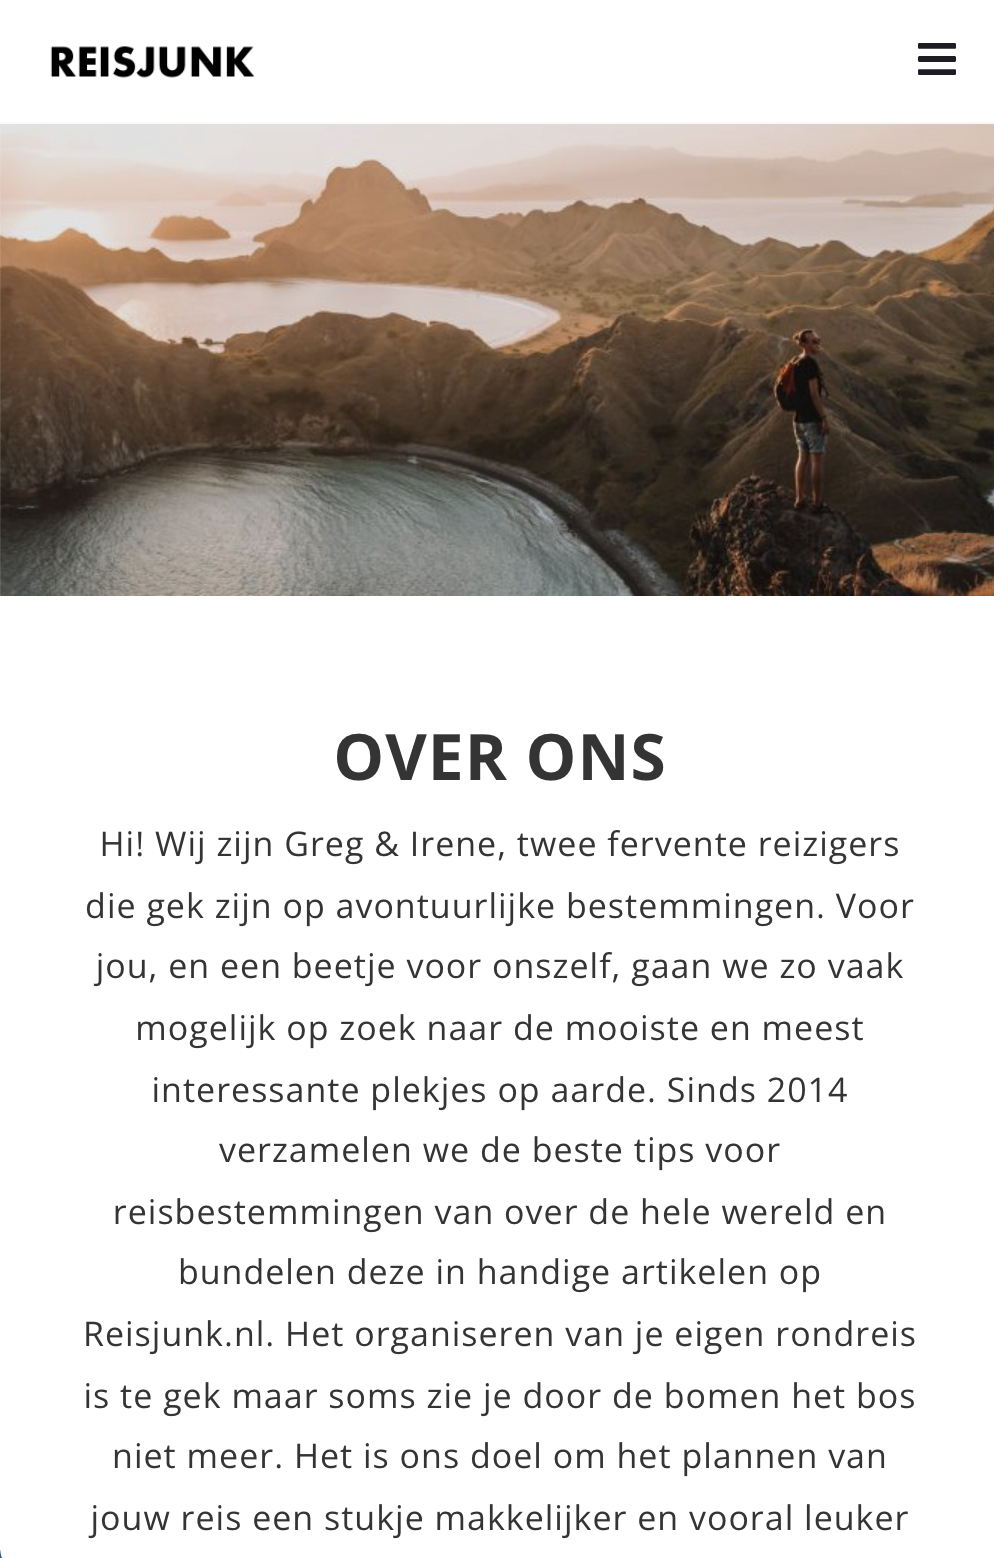 REISJUNK
OVER ONS
Hi! Wij zijn Greg & Irene, twee fervente reizigers
die gek zijn op avontuurlijke bestemmingen. Voor
jou, en een beetje voor onszelf, gaan we zo vaak
mogelijk op zoek naar de mooiste en meest
interessante plekjes op aarde. Sinds 2014
verzamelen we de beste tips voor
reisbestemmingen van over de hele wereld en
bundelen deze in handige artikelen op
Reisjunk.nl. Het organiseren van je eigen rondreis
is te gek maar soms zie je door de bomen het bos
niet meer. Het is ons doel om het plannen van
jouw reis een stukje makkelijker en vooral leuker